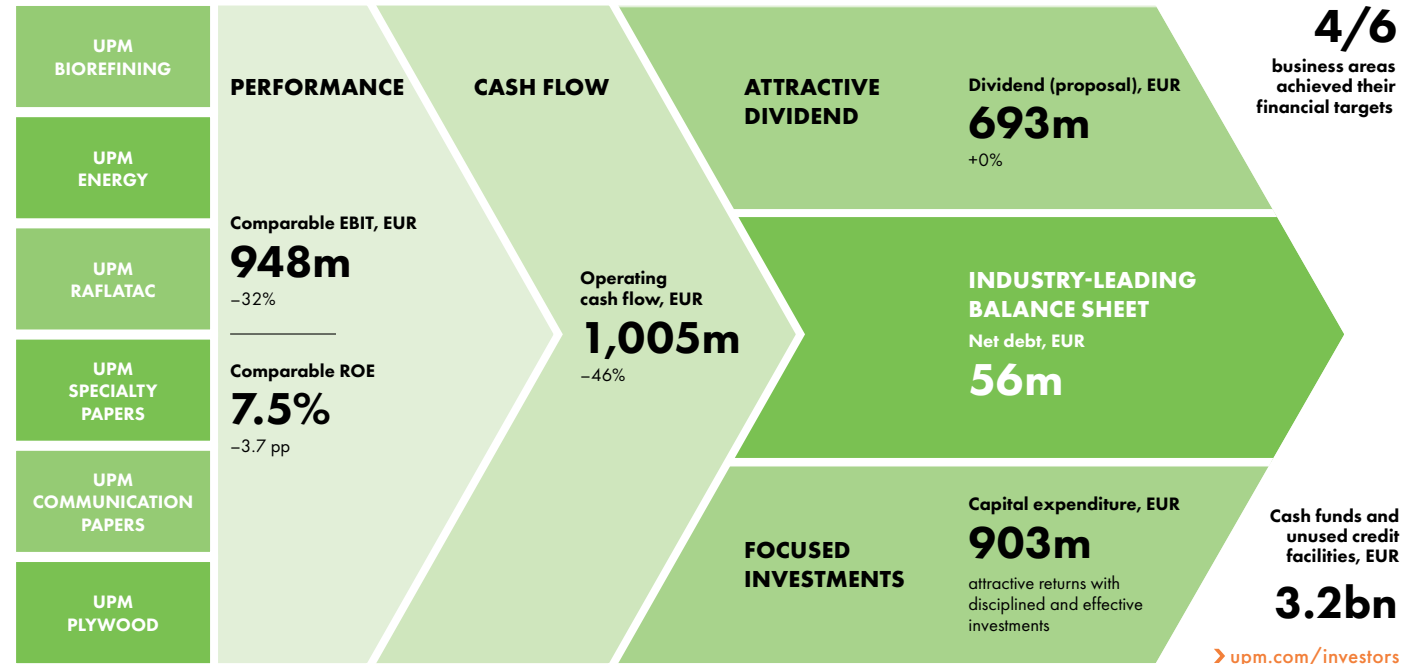 UPM
BIOREFINING
UPM
ENERGY
UPM
RAFLATAC
UPM
SPECIALTY
PAPERS
UPM
COMMUNICATION
PAPERS
UPM
PLYWOOD
PERFORMANCE
Comparable EBIT, EUR
948m
–32%
Comparable ROE
7.5%
–3.7 pp
CASH FLOW
Operating
cash flow, EUR
1,005m
–46%
ATTRACTIVE
DIVIDEND
Dividend (proposal), EUR
693m
+0%
INDUSTRY-LEADING
BALANCE SHEET
Net debt, EUR
56m
FOCUSED
INVESTMENTS
Capital expenditure, EUR
903m
attractive returns with
disciplined and effective
investments
4/6
business areas
achieved their
financial targets
Cash funds and
unused credit
facilities, EUR
3.2bn
upm.com/investors